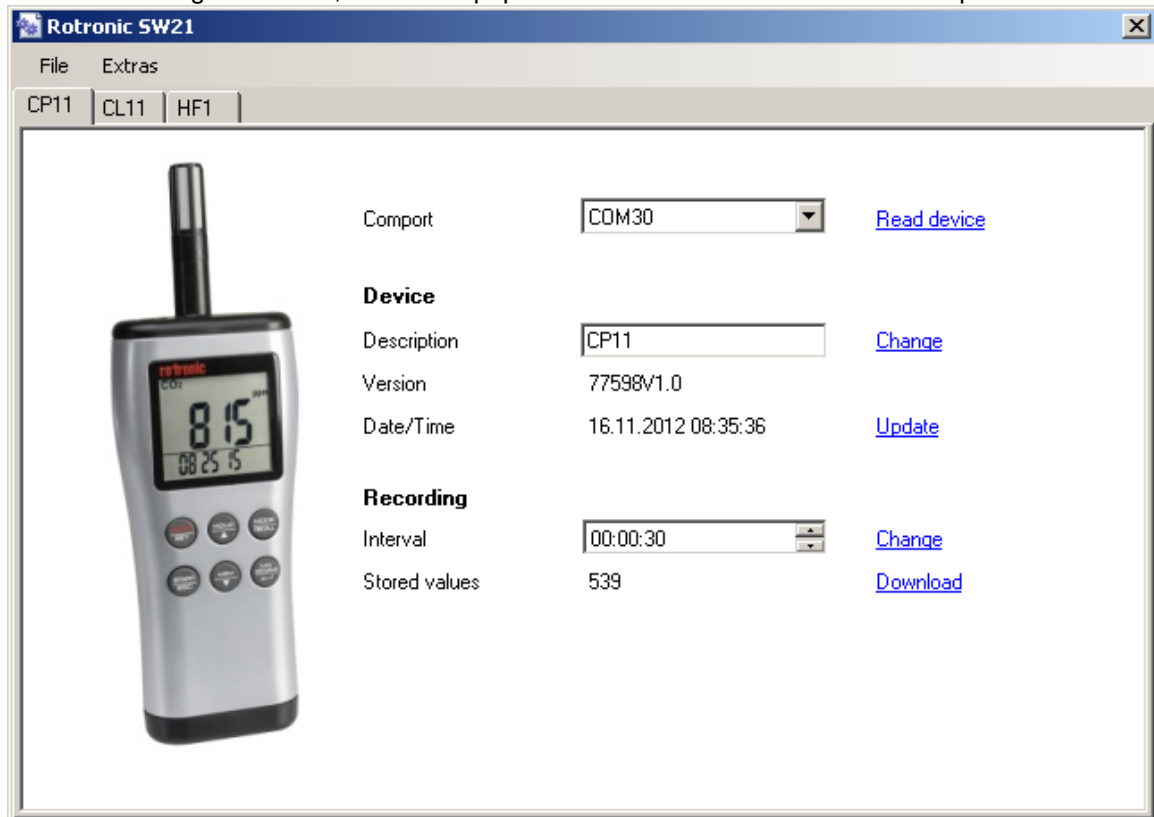 Rotronic SW21
File Extras
CP11 CL11 HF1
Comport COM30 Read device
Device
Description CP11 Change
Version 77598V1.0
Date/Time 16.11.2012 08:35:36 Update
Recording
Interval 00:00:30 Change
Stored values 539 Download
rotronic
CO2 ppm
815
08 25 15